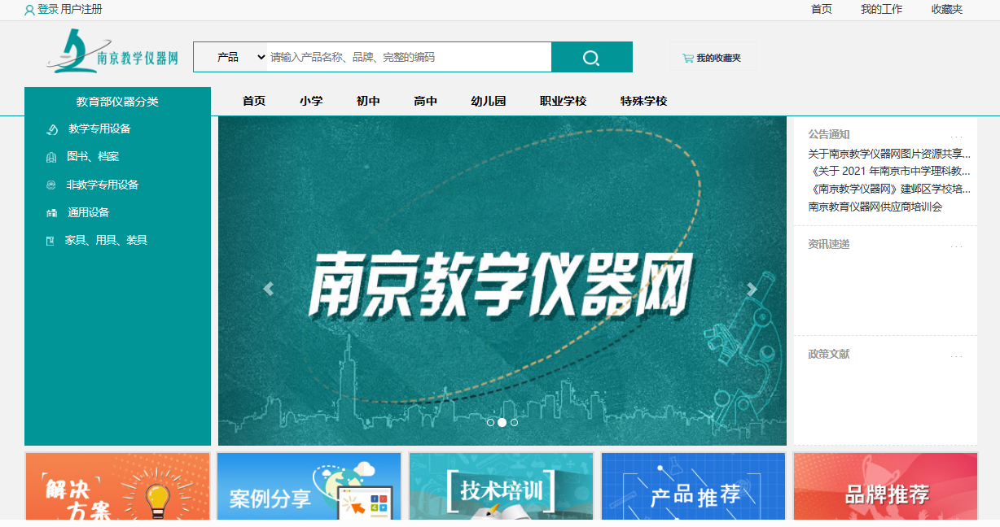 登录 用户注册
首页 我的工作 收藏夹
南京教学仪器网
产品 请输入产品名称、品牌、完整的编码
我的收藏夹
教育部仪器分类
首页 小学 初中 高中 幼儿园 职业学校 特殊学校
教学专用设备
图书、档案
非教学专用设备
通用设备
家具、用具、装具
南京教学仪器网
公告通知 ...
关于南京教学仪器网图片资源共享...
《关于 2021 年南京市中学理科教...
《南京教学仪器网》建邺区学校培...
南京教育仪器网供应商培训会
资讯速递 ...
政策文献 ...
解决
方案
案例分享
技术培训
产品推荐
品牌推荐